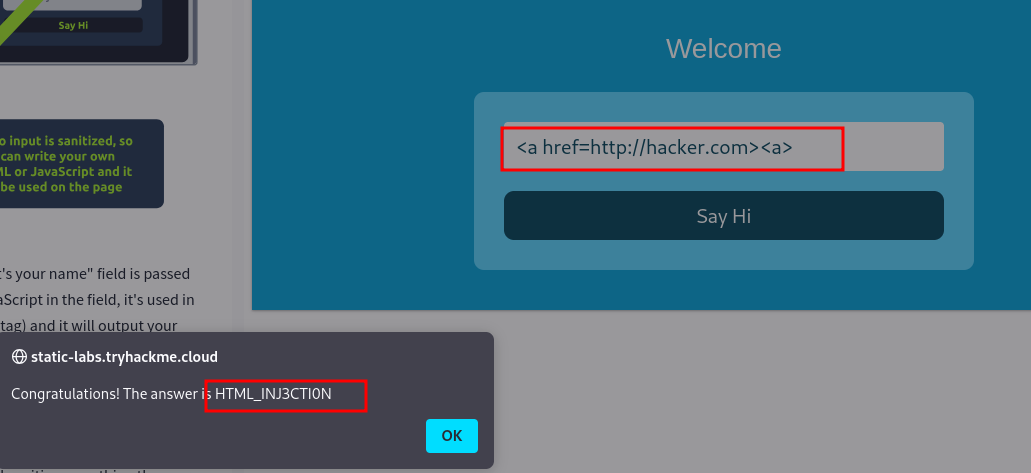 Say Hi
o input is sanitized, so
can write your own
ML or JavaScript and it
be used on the page
t's your name" field is passed
aScript in the field, it's used in
tag) and it will output your
Welcome
<a href=http://hacker.com><a>
Say Hi
static-labs.tryhackme.cloud
Congratulations! The answer is HTML_INJ3CTI0N
OK